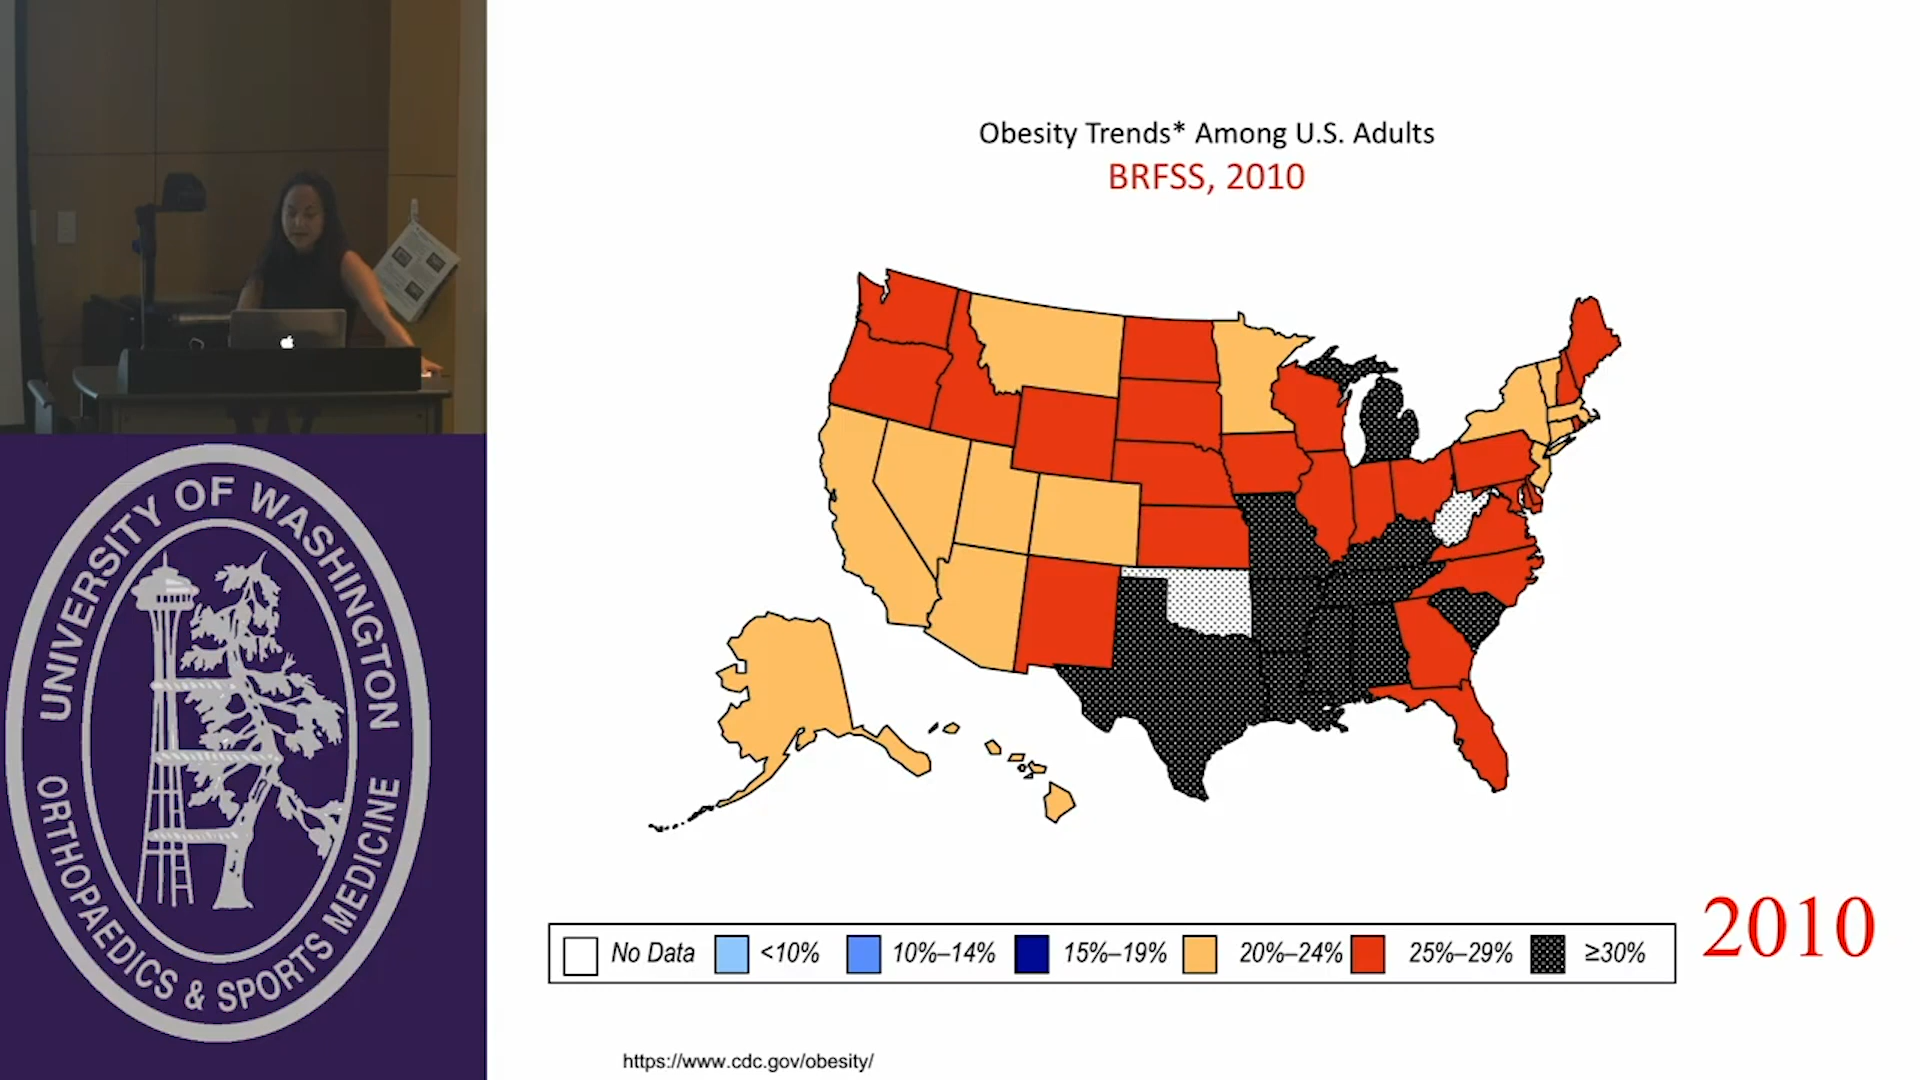 Obesity Trends* Among U.S. Adults
BRFSS, 2010
UNIVERSITY OF WASHINGTON
ORTHOPAEDICS & SPORTS MEDICINE
No Data <10% 10%–14% 15%–19% 20%–24% 25%–29% ≥30%
2010
https://www.cdc.gov/obesity/